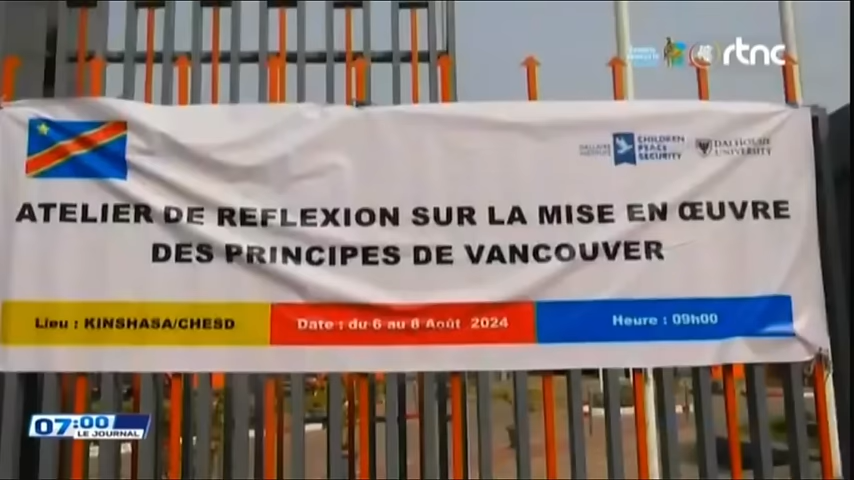 rtnc
DALLAIRE
INSTITUTE
CHILDREN
PEACE
SECURITY
DALHOUSIE
UNIVERSITY
ATELIER DE REFLEXION SUR LA MISE EN ŒUVRE
DES PRINCIPES DE VANCOUVER
Lieu : KINSHASA/CHESD
Date : du 6 au 8 Août 2024
Heure : 09h00
07:00
LE JOURNAL